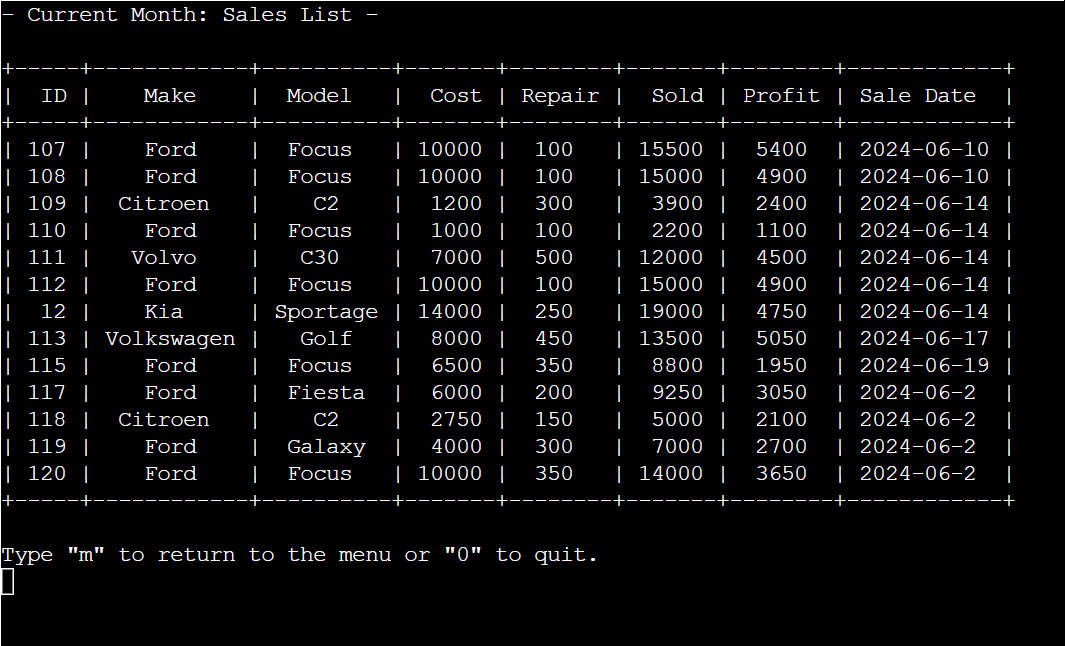 - Current Month: Sales List -
+-----+------------+----------+-------+--------+-------+--------+------------+
|  ID |    Make    |  Model   |  Cost | Repair |  Sold | Profit | Sale Date  |
+-----+------------+----------+-------+--------+-------+--------+------------+
| 107 |    Ford    |  Focus   | 10000 |  100   | 15500 |  5400  | 2024-06-10 |
| 108 |    Ford    |  Focus   | 10000 |  100   | 15000 |  4900  | 2024-06-10 |
| 109 |  Citroen   |    C2    |  1200 |  300   |  3900 |  2400  | 2024-06-14 |
| 110 |    Ford    |  Focus   |  1000 |  100   |  2200 |  1100  | 2024-06-14 |
| 111 |   Volvo    |   C30    |  7000 |  500   | 12000 |  4500  | 2024-06-14 |
| 112 |    Ford    |  Focus   | 10000 |  100   | 15000 |  4900  | 2024-06-14 |
|  12 |    Kia     | Sportage | 14000 |  250   | 19000 |  4750  | 2024-06-14 |
| 113 | Volkswagen |   Golf   |  8000 |  450   | 13500 |  5050  | 2024-06-17 |
| 115 |    Ford    |  Focus   |  6500 |  350   |  8800 |  1950  | 2024-06-19 |
| 117 |    Ford    |  Fiesta  |  6000 |  200   |  9250 |  3050  | 2024-06-2  |
| 118 |  Citroen   |    C2    |  2750 |  150   |  5000 |  2100  | 2024-06-2  |
| 119 |    Ford    |  Galaxy  |  4000 |  300   |  7000 |  2700  | 2024-06-2  |
| 120 |    Ford    |  Focus   | 10000 |  350   | 14000 |  3650  | 2024-06-2  |
+-----+------------+----------+-------+--------+-------+--------+------------+
Type "m" to return to the menu or "0" to quit.